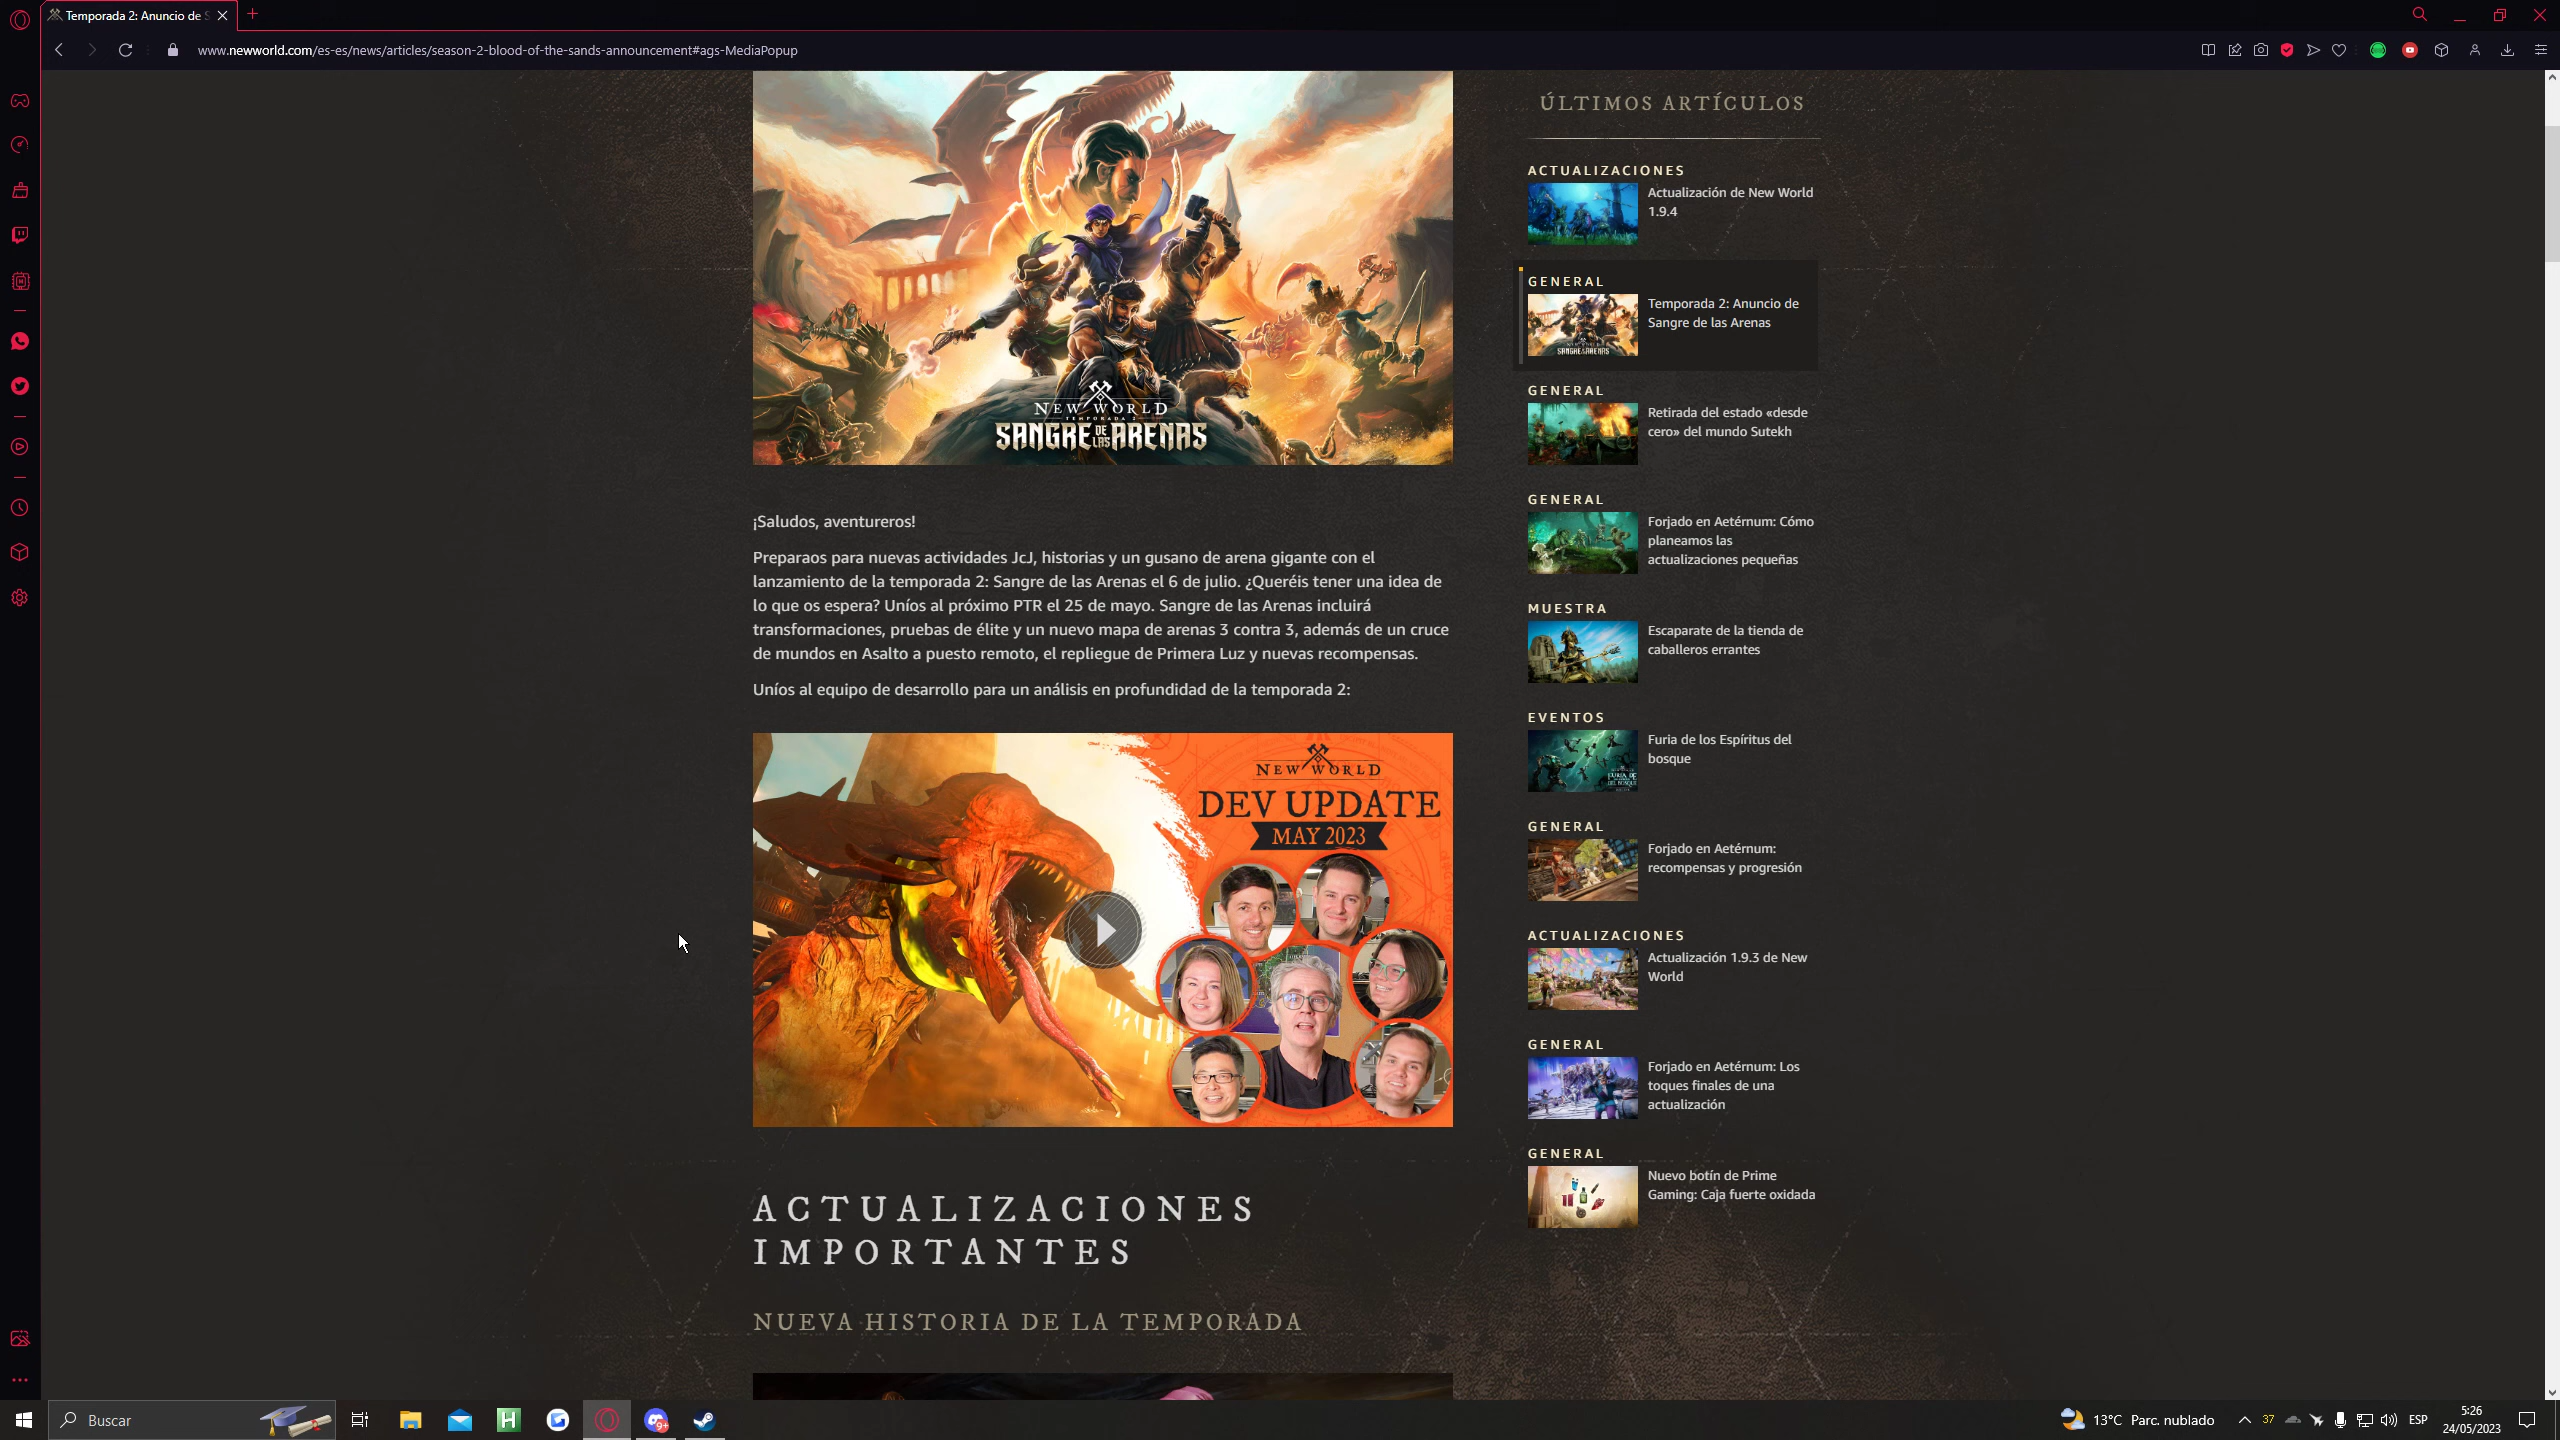 Temporada 2: Anuncio de S
www.newworld.com/es-es/news/articles/season-2-blood-of-the-sands-announcement#ags-MediaPopup
NEW WORLD
TEMPORADA 2
SANGRE DE LAS ARENAS
¡Saludos, aventureros!
Preparaos para nuevas actividades JcJ, historias y un gusano de arena gigante con el
lanzamiento de la temporada 2: Sangre de las Arenas el 6 de julio. ¿Queréis tener una idea de
lo que os espera? Uníos al próximo PTR el 25 de mayo. Sangre de las Arenas incluirá
transformaciones, pruebas de élite y un nuevo mapa de arenas 3 contra 3, además de un cruce
de mundos en Asalto a puesto remoto, el repliegue de Primera Luz y nuevas recompensas.
Uníos al equipo de desarrollo para un análisis en profundidad de la temporada 2:
NEW WORLD
DEV UPDATE
MAY 2023
ACTUALIZACIONES
IMPORTANTES
NUEVA HISTORIA DE LA TEMPORADA
ÚLTIMOS ARTÍCULOS
ACTUALIZACIONES
Actualización de New World
1.9.4
GENERAL
Temporada 2: Anuncio de
Sangre de las Arenas
NEW WORLD
SANGRE DE LAS ARENAS
GENERAL
Retirada del estado «desde
cero» del mundo Sutekh
GENERAL
Forjado en Aetérnum: Cómo
planeamos las
actualizaciones pequeñas
MUESTRA
Escaparate de la tienda de
caballeros errantes
EVENTOS
Furia de los Espíritus del
bosque
GENERAL
Forjado en Aetérnum:
recompensas y progresión
ACTUALIZACIONES
Actualización 1.9.3 de New
World
GENERAL
Forjado en Aetérnum: Los
toques finales de una
actualización
GENERAL
Nuevo botín de Prime
Gaming: Caja fuerte oxidada
Buscar
H
9+
13°C Parc. nublado
37
ESP
5:26
24/05/2023